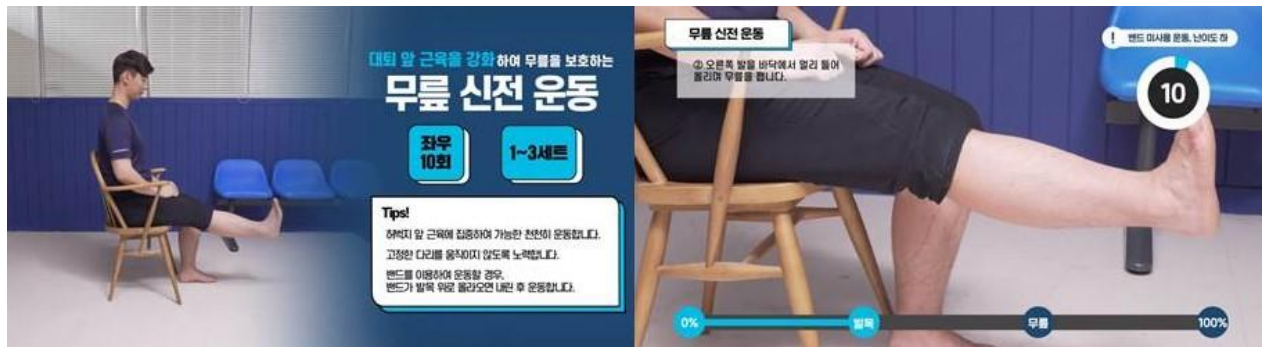 대퇴 앞 근육을 강화하여 무릎을 보호하는
무릎 신전 운동
좌우
10회
1~3세트
Tips!
허벅지 앞 근육에 집중하여 가능한 천천히 운동합니다.
고정한 다리를 움직이지 않도록 노력합니다.
밴드를 이용하여 운동할 경우,
밴드가 발목 위로 올라오면 내린 후 운동합니다.
무릎 신전 운동
② 오른쪽 발을 바닥에서 멀리 들어
올리며 무릎을 폅니다.
! 밴드 미사용 운동, 난이도 하
10
0%
발목
무릎
100%